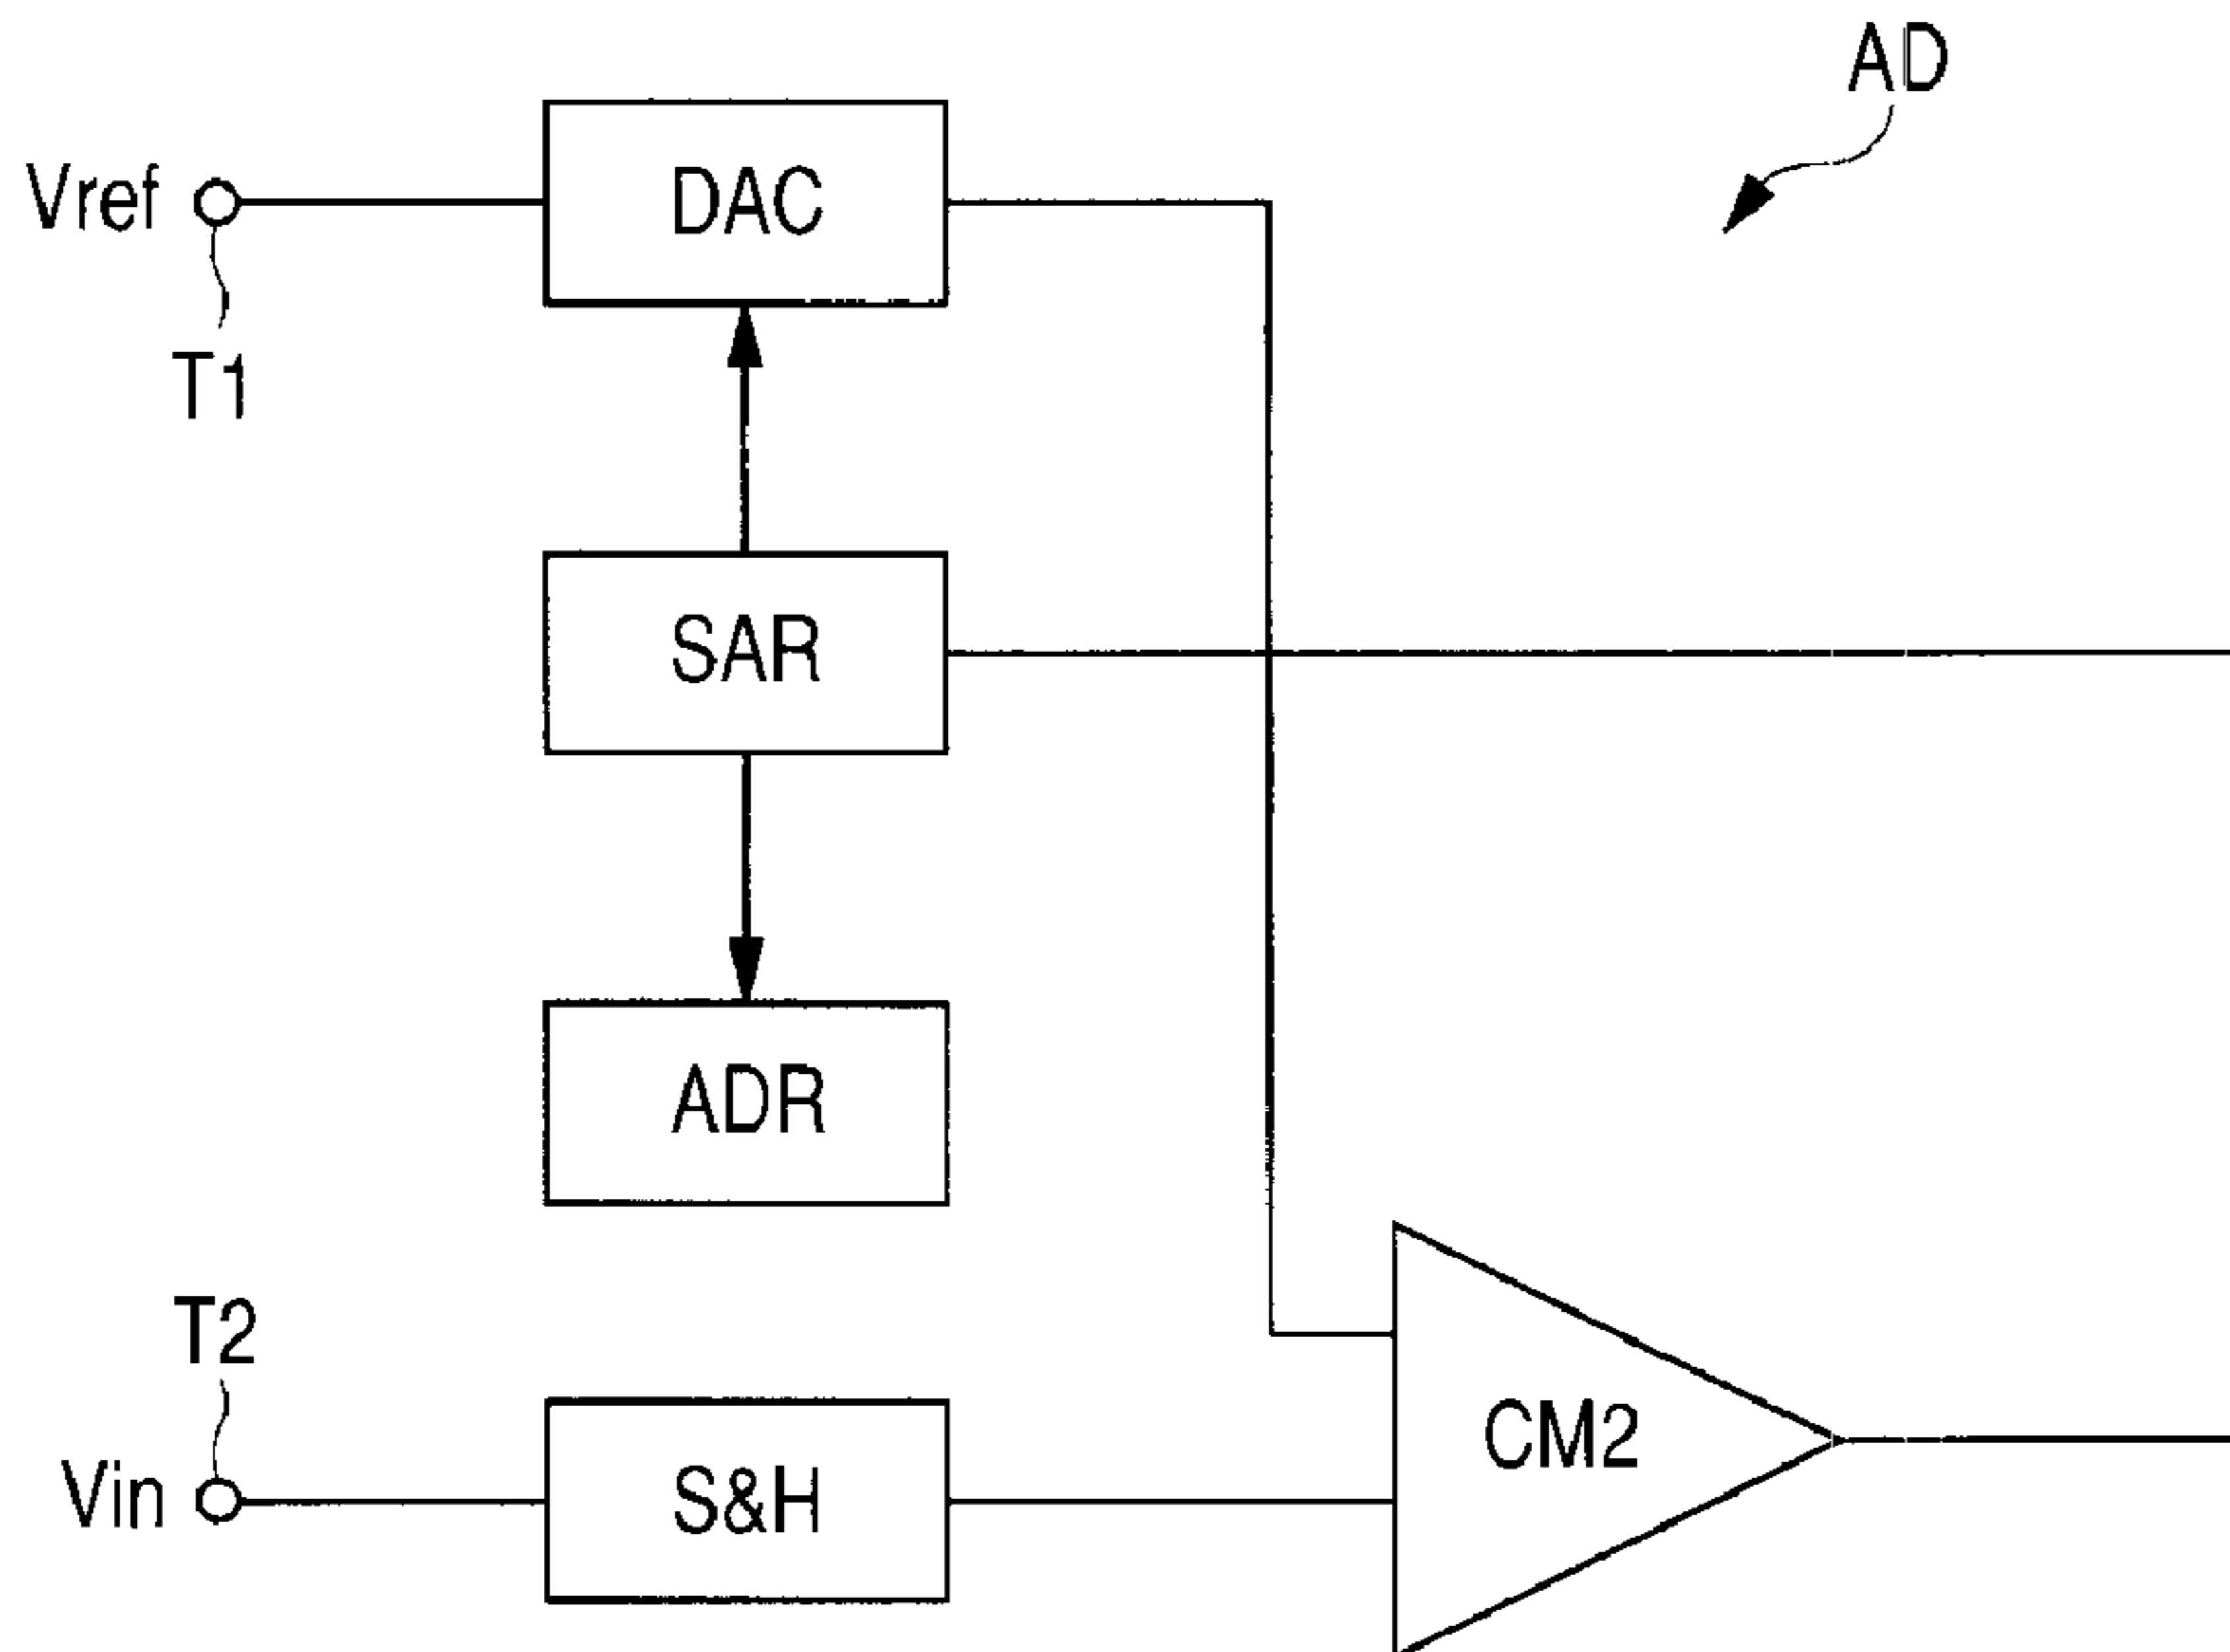 AD
Vref
DAC
T1
SAR
ADR
T2
Vin
S&H
CM2